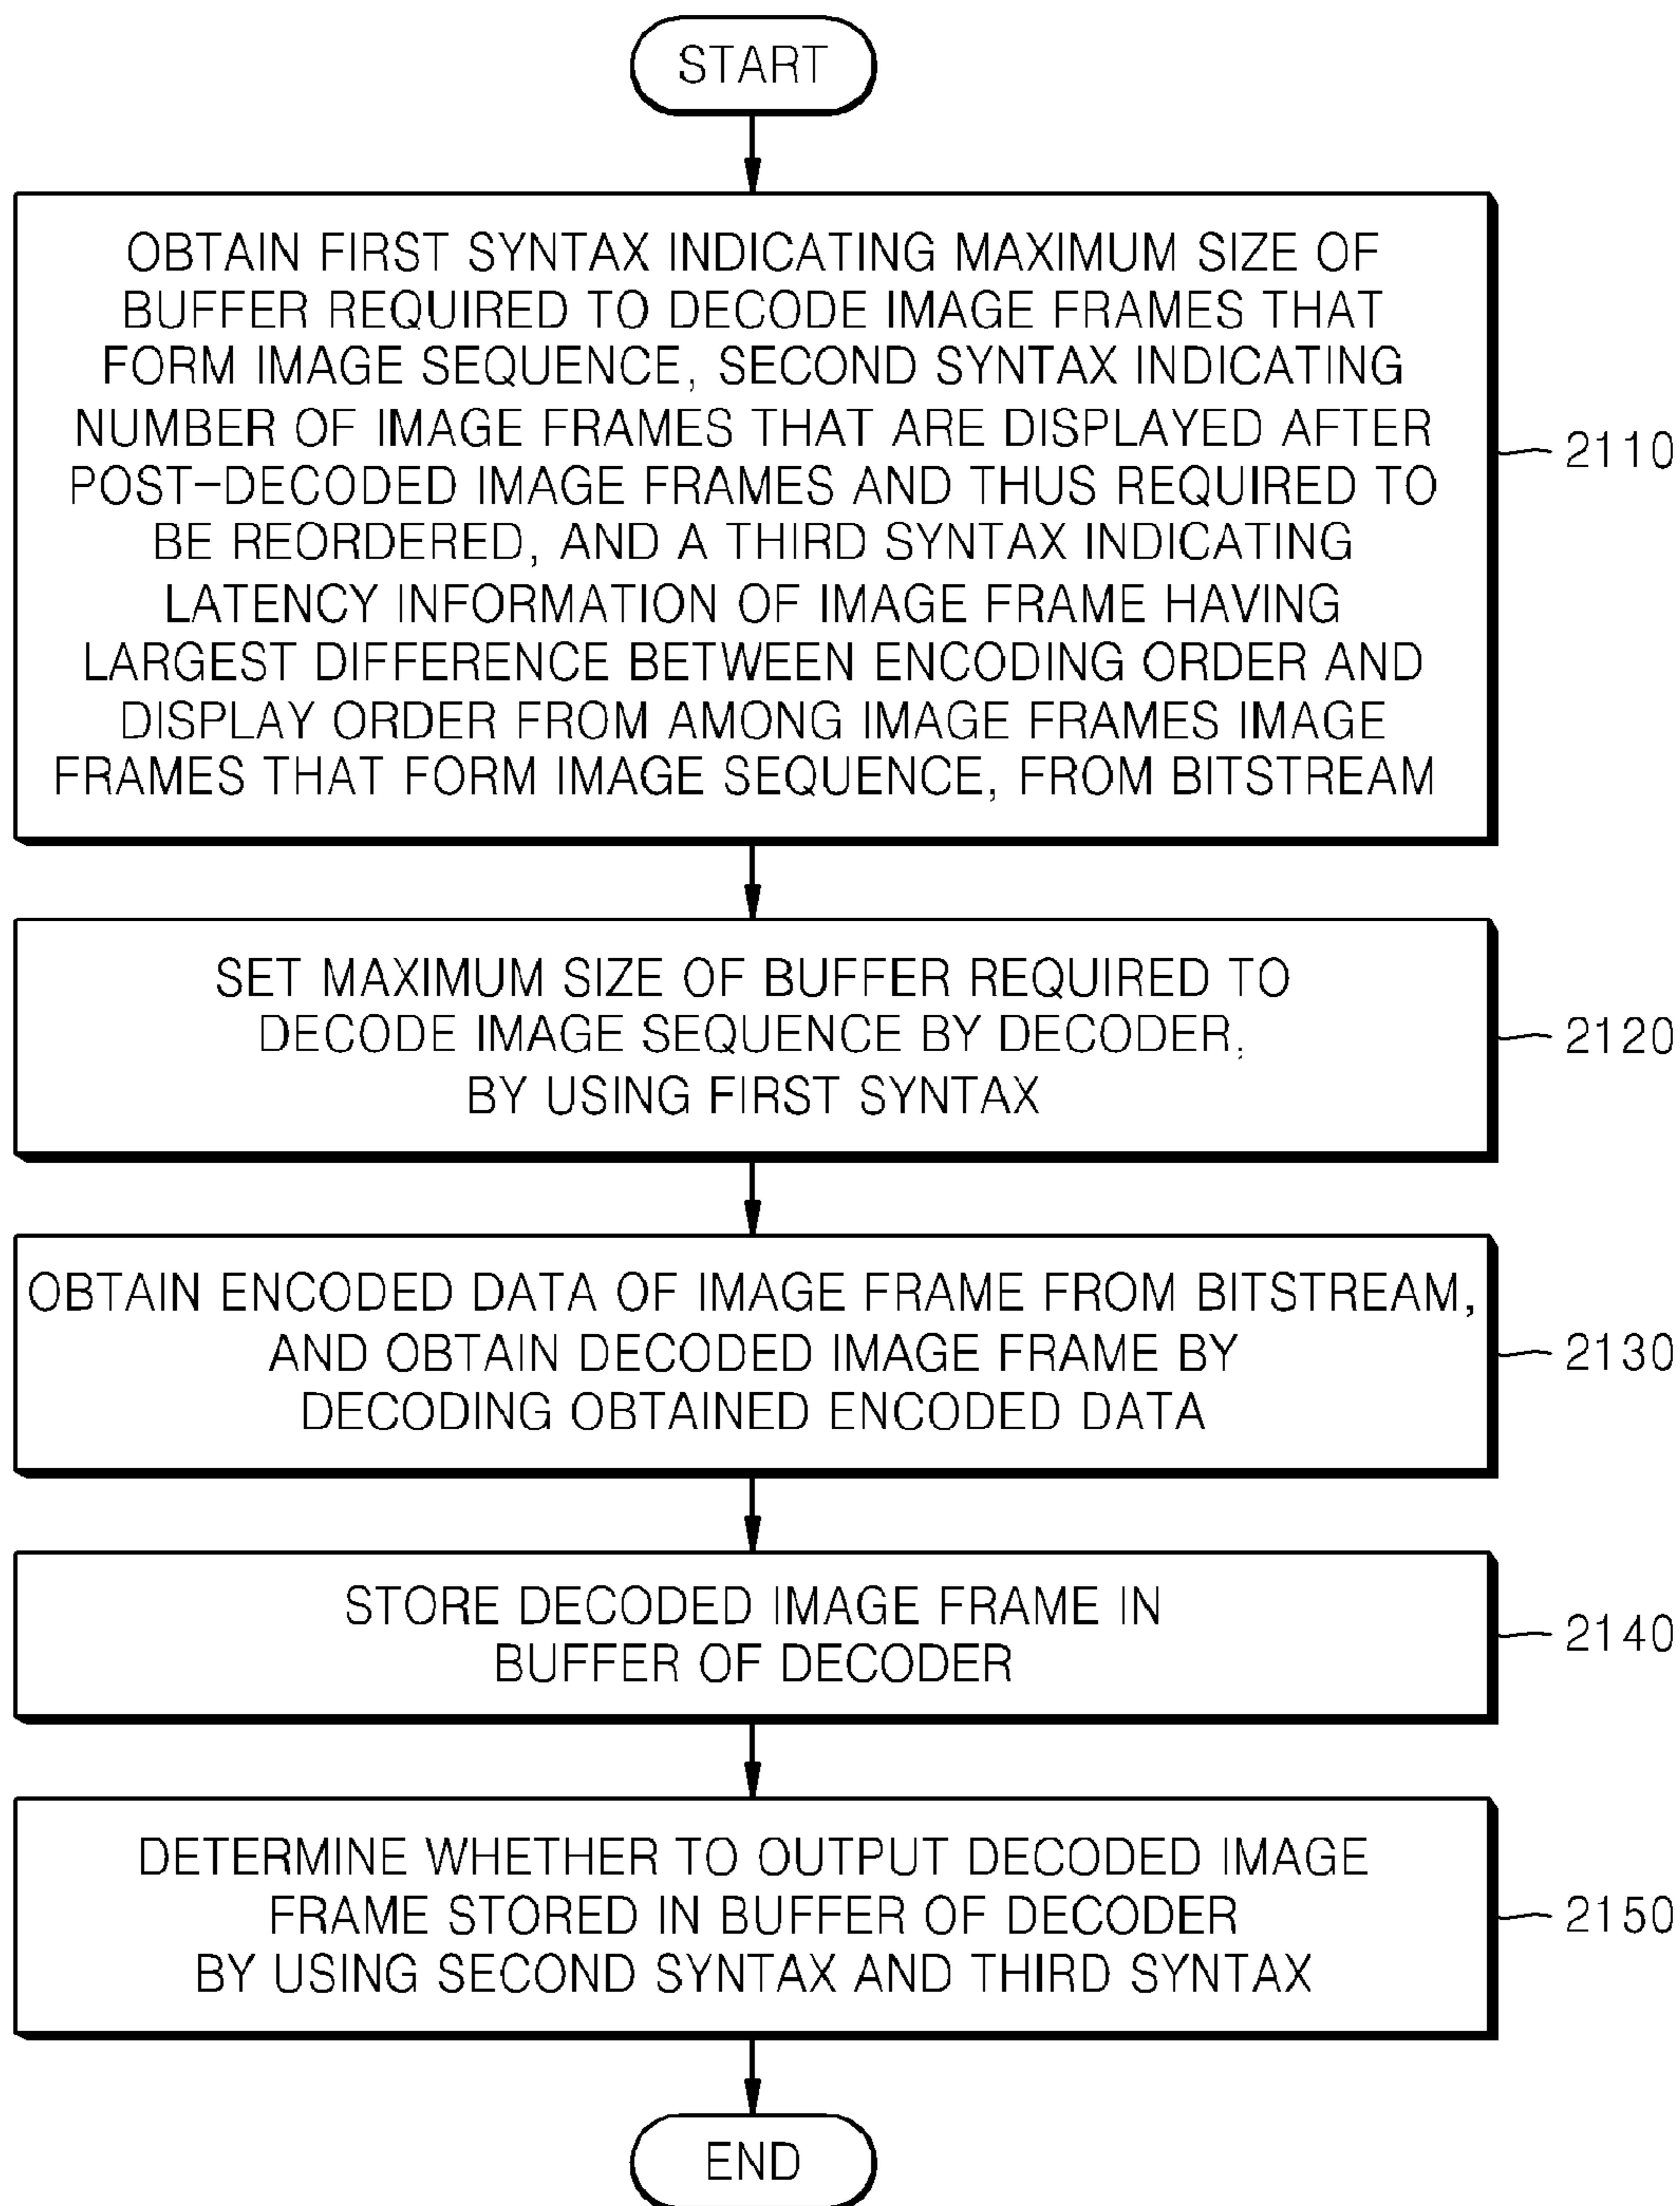 START
OBTAIN FIRST SYNTAX INDICATING MAXIMUM SIZE OF
BUFFER REQUIRED TO DECODE IMAGE FRAMES THAT
FORM IMAGE SEQUENCE, SECOND SYNTAX INDICATING
NUMBER OF IMAGE FRAMES THAT ARE DISPLAYED AFTER
POST-DECODED IMAGE FRAMES AND THUS REQUIRED TO
BE REORDERED, AND A THIRD SYNTAX INDICATING
LATENCY INFORMATION OF IMAGE FRAME HAVING
LARGEST DIFFERENCE BETWEEN ENCODING ORDER AND
DISPLAY ORDER FROM AMONG IMAGE FRAMES IMAGE
FRAMES THAT FORM IMAGE SEQUENCE, FROM BITSTREAM
2110
SET MAXIMUM SIZE OF BUFFER REQUIRED TO
DECODE IMAGE SEQUENCE BY DECODER,
BY USING FIRST SYNTAX
2120
OBTAIN ENCODED DATA OF IMAGE FRAME FROM BITSTREAM,
AND OBTAIN DECODED IMAGE FRAME BY
DECODING OBTAINED ENCODED DATA
2130
STORE DECODED IMAGE FRAME IN
BUFFER OF DECODER
2140
DETERMINE WHETHER TO OUTPUT DECODED IMAGE
FRAME STORED IN BUFFER OF DECODER
BY USING SECOND SYNTAX AND THIRD SYNTAX
2150
END